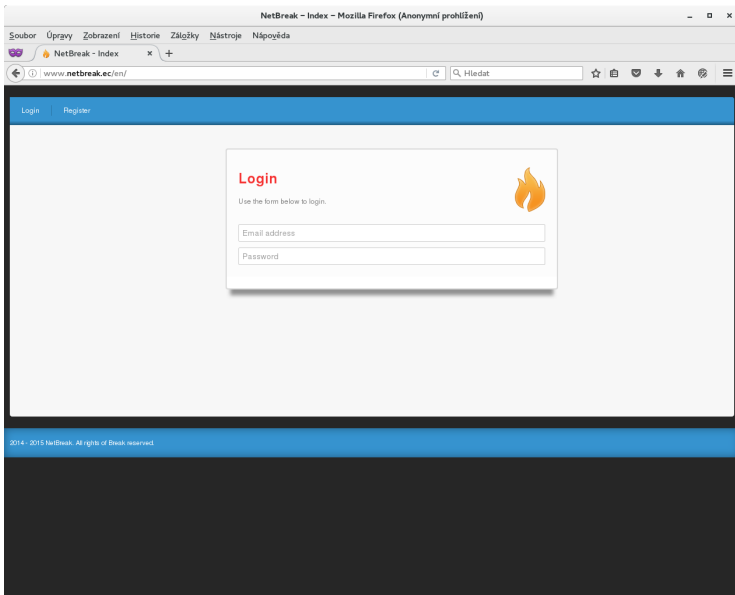 NetBreak – Index – Mozilla Firefox (Anonymní prohlížení)
Soubor Úpravy Zobrazení Historie Záložky Nástroje Nápověda
NetBreak - Index
www.netbreak.ec/en/
Hledat
Login Register
Login
Use the form below to login.
Email address
Password
2014 - 2015 NetBreak. All rights of Break reserved.